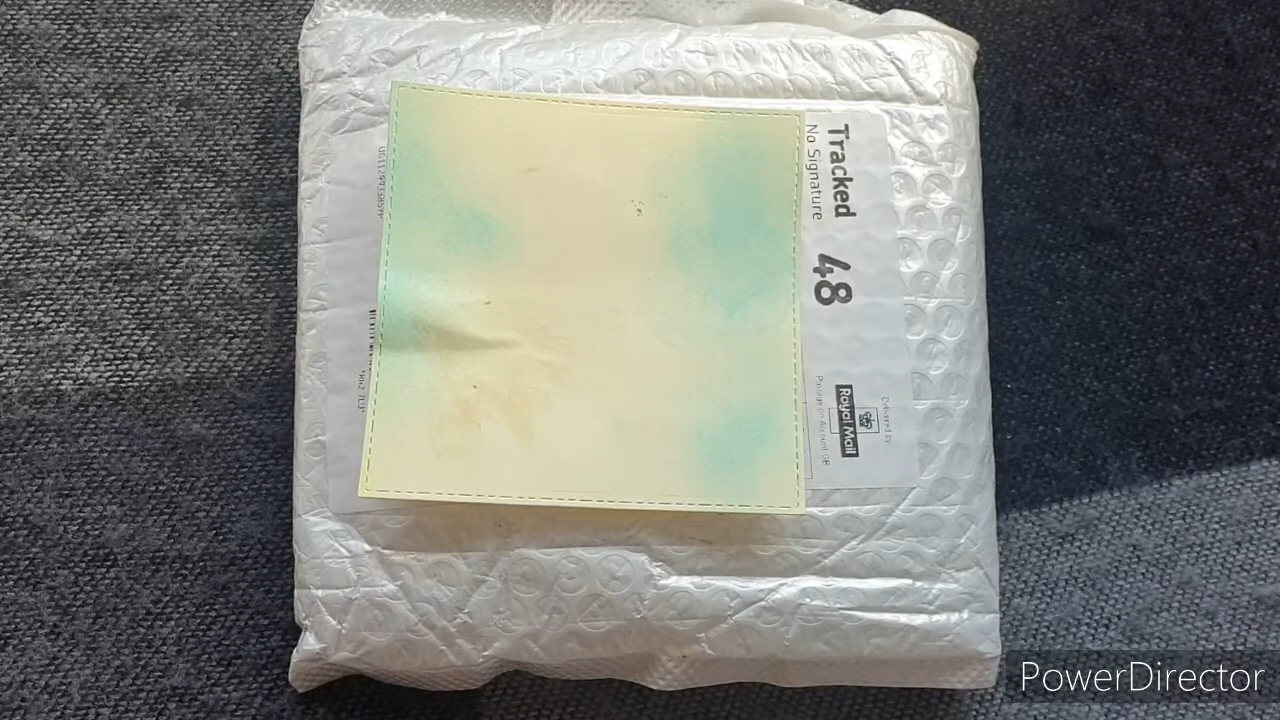 Tracked 48
No Signature
Delivered by
Royal Mail
Postage on Account GB
PowerDirector